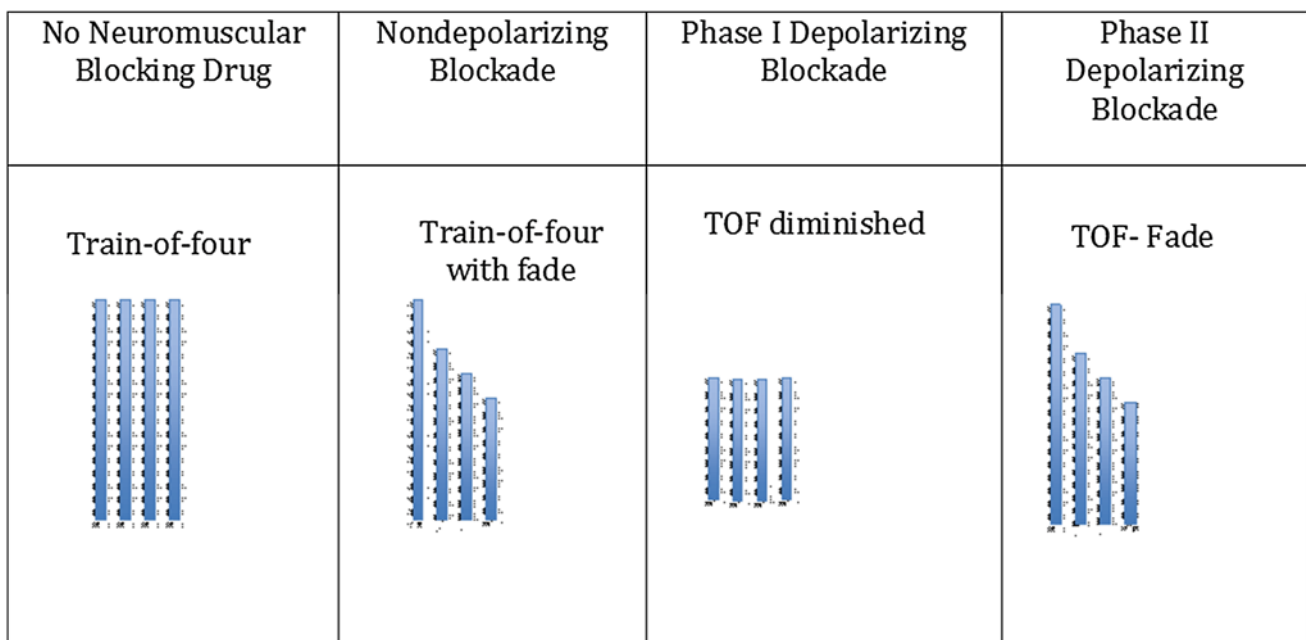 No Neuromuscular
Blocking Drug
Nondepolarizing
Blockade
Phase I Depolarizing
Blockade
Phase II
Depolarizing
Blockade
Train-of-four
Train-of-four
with fade
TOF diminished
TOF- Fade